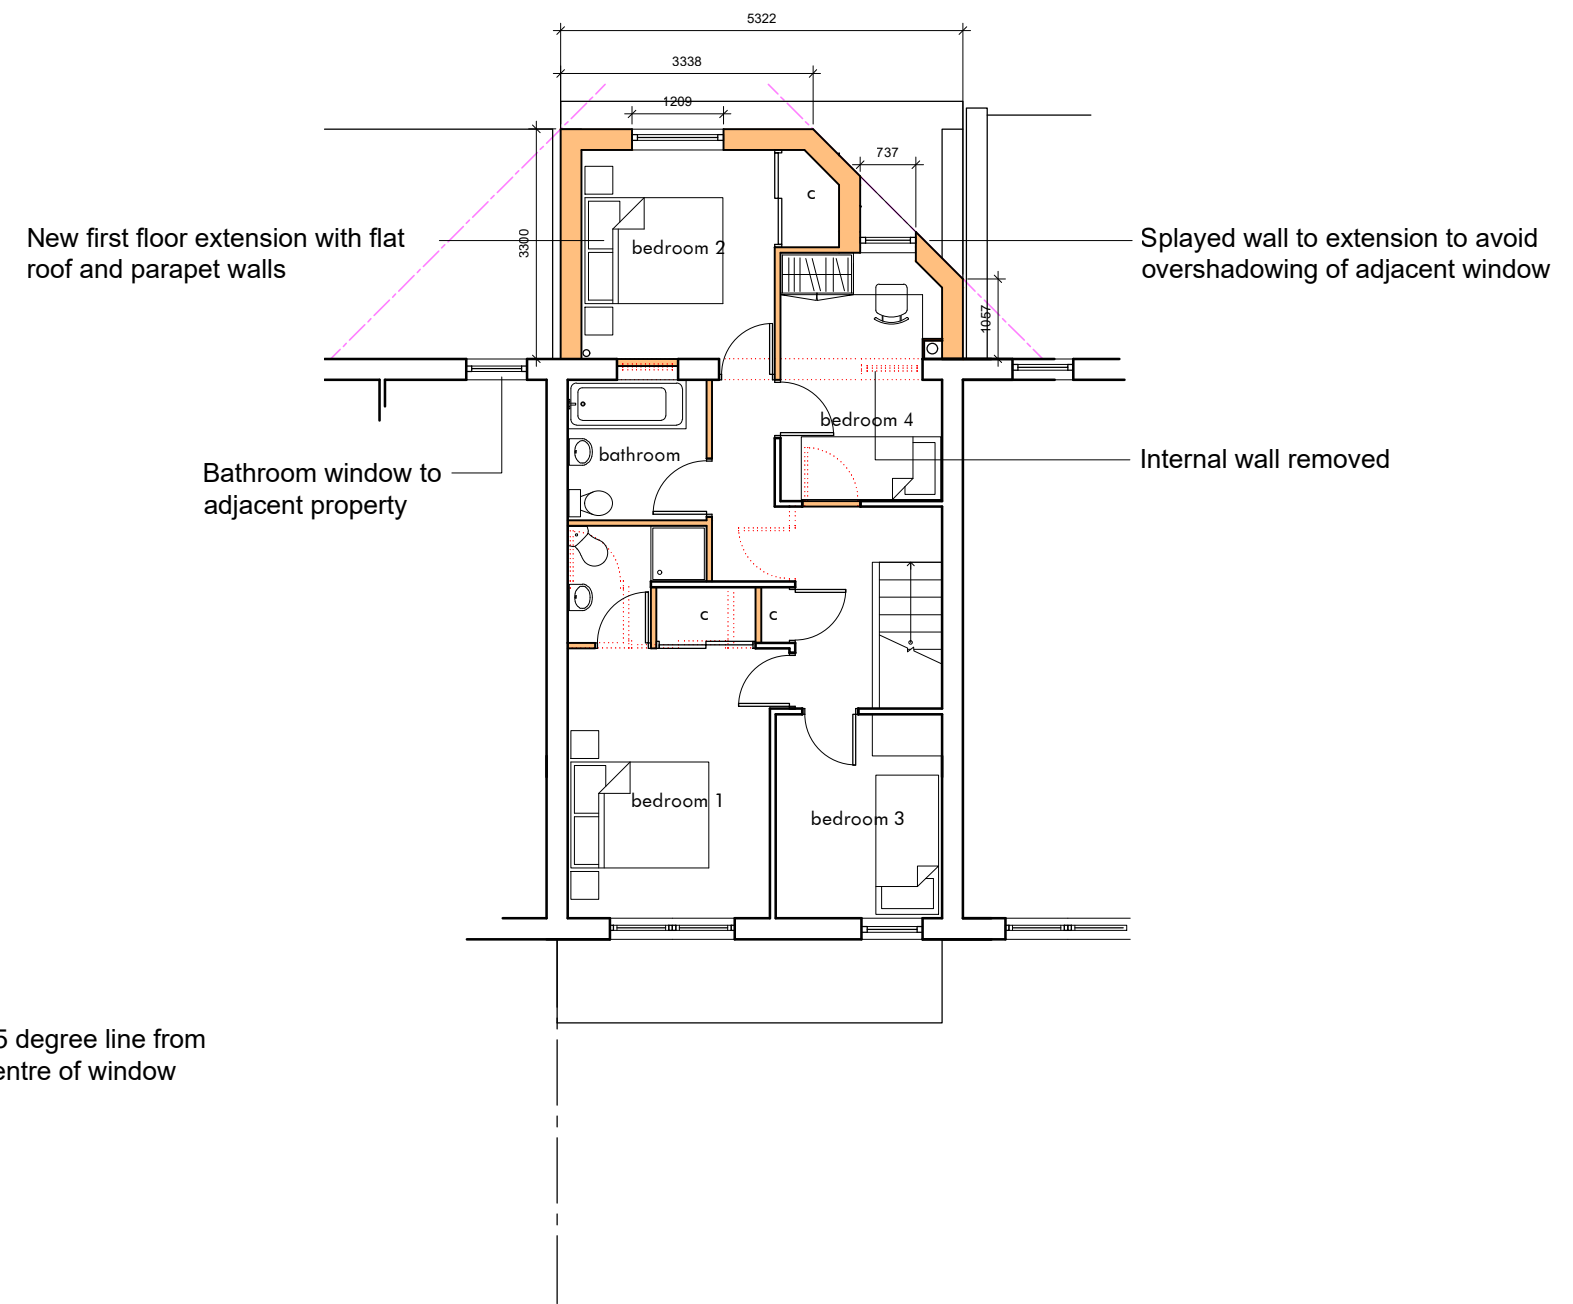 5322
3338
1209
737
c
New first floor extension with flat
roof and parapet walls
3300
bedroom 2
Splayed wall to extension to avoid
overshadowing of adjacent window
1057
bedroom 4
bathroom
Bathroom window to
adjacent property
Internal wall removed
c
c
bedroom 1
bedroom 3
5 degree line from
entre of window